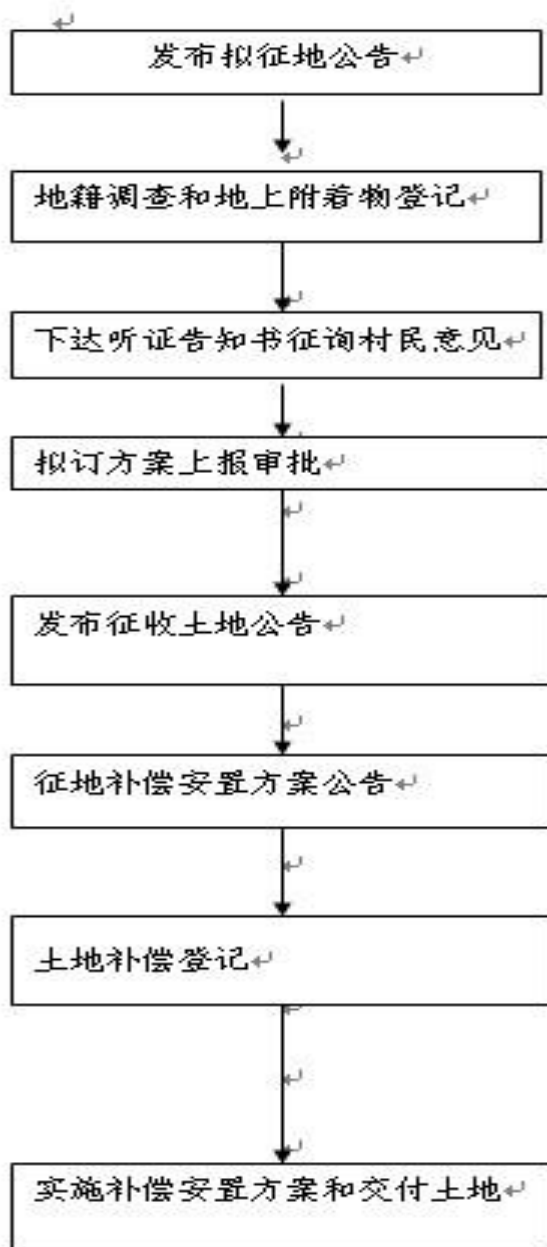 发布拟征地公告
地籍调查和地上附着物登记
下达听证告知书征询村民意见
拟订方案上报审批
发布征收土地公告
征地补偿安置方案公告
土地补偿登记
实施补偿安置方案和交付土地